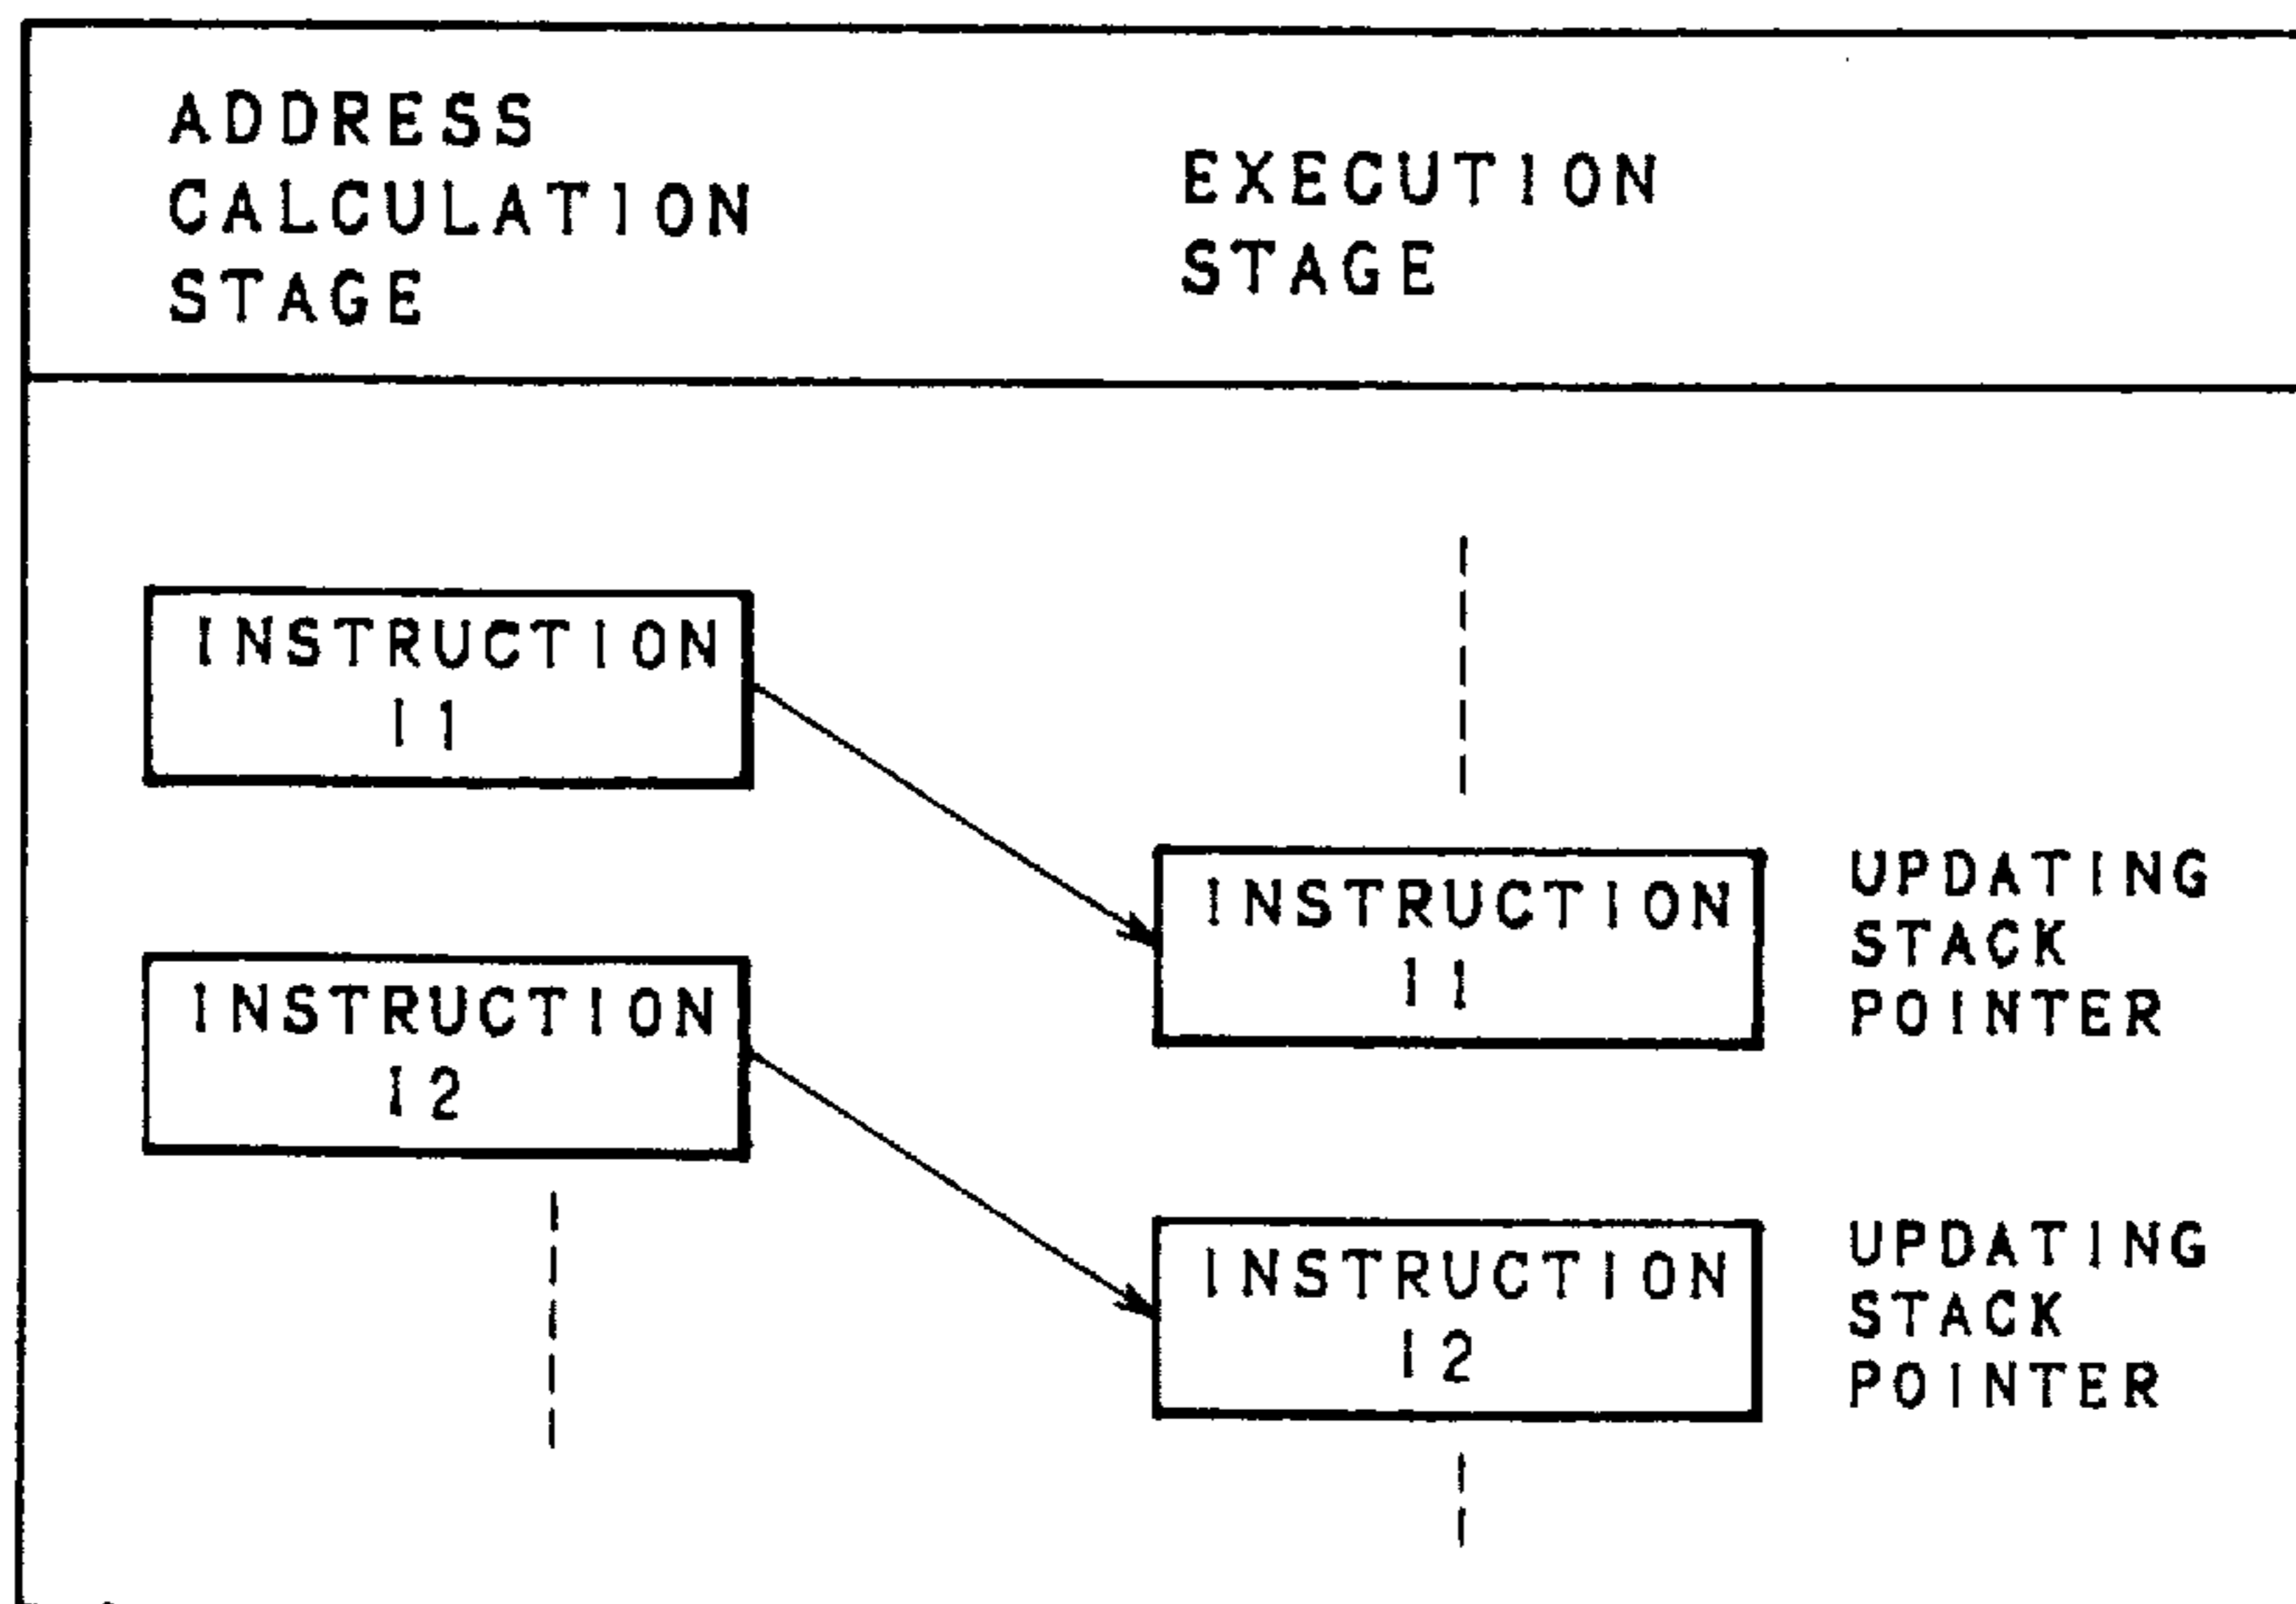 ADDRESS
CALCULATION
STAGE
EXECUTION
STAGE
INSTRUCTION
I1
INSTRUCTION
I1
UPDATING
STACK
POINTER
INSTRUCTION
I2
INSTRUCTION
I2
UPDATING
STACK
POINTER